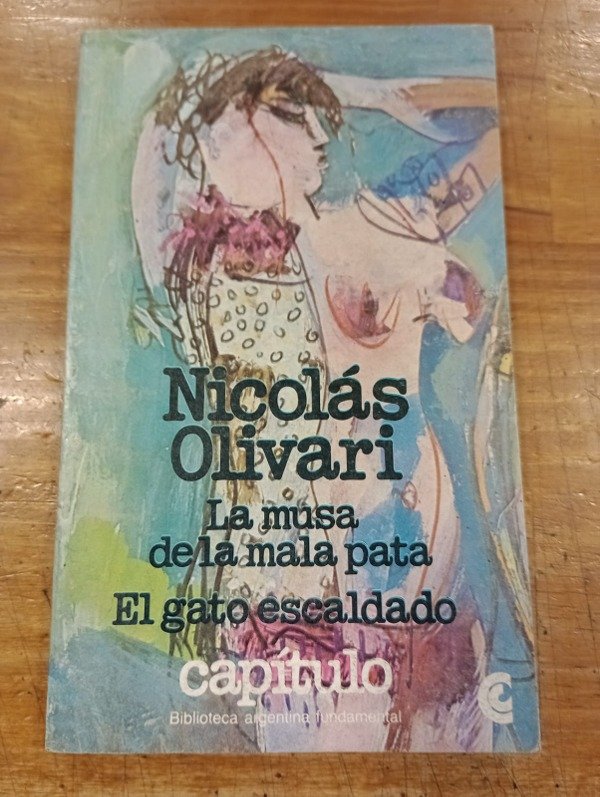 Nicolás
Olivari
La musa
de la mala pata
El gato escaldado
capítulo
Biblioteca argentina fundamental